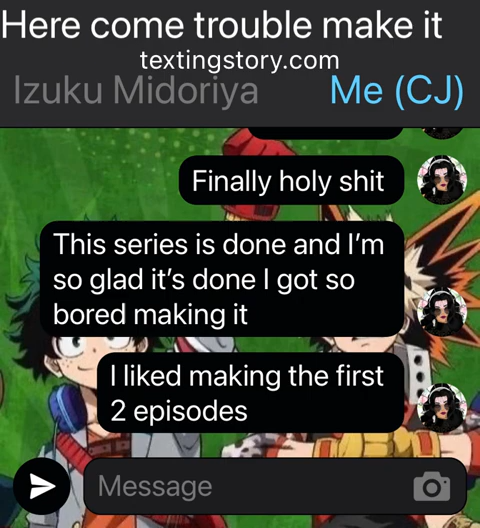 Here come trouble make it
textingstory.com
Izuku Midoriya
Me (CJ)
Finally holy shit
This series is done and I’m
so glad it’s done I got so
bored making it
I liked making the first
2 episodes
Message